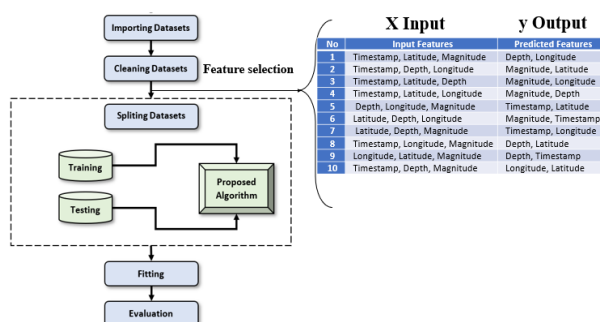 X Input y Output
Importing Datasets
Cleaning Datasets
Feature selection
No Input Features Predicted Features
1 Timestamp, Latitude, Magnitude Depth, Longitude
2 Timestamp, Depth, Longitude Magnitude, Latitude
3 Timestamp, Latitude, Depth Magnitude, Longitude
4 Timestamp, Latitude, Longitude Magnitude, Depth
5 Depth, Longitude, Magnitude Timestamp, Latitude
6 Latitude, Depth, Longitude Magnitude, Timestamp
7 Latitude, Depth, Magnitude Timestamp, Longitude
8 Timestamp, Longitude, Magnitude Depth, Latitude
9 Longitude, Latitude, Magnitude Depth, Timestamp
10 Timestamp, Depth, Magnitude Longitude, Latitude
Spliting Datasets
Training
Testing
Proposed
Algorithm
Fitting
Evaluation